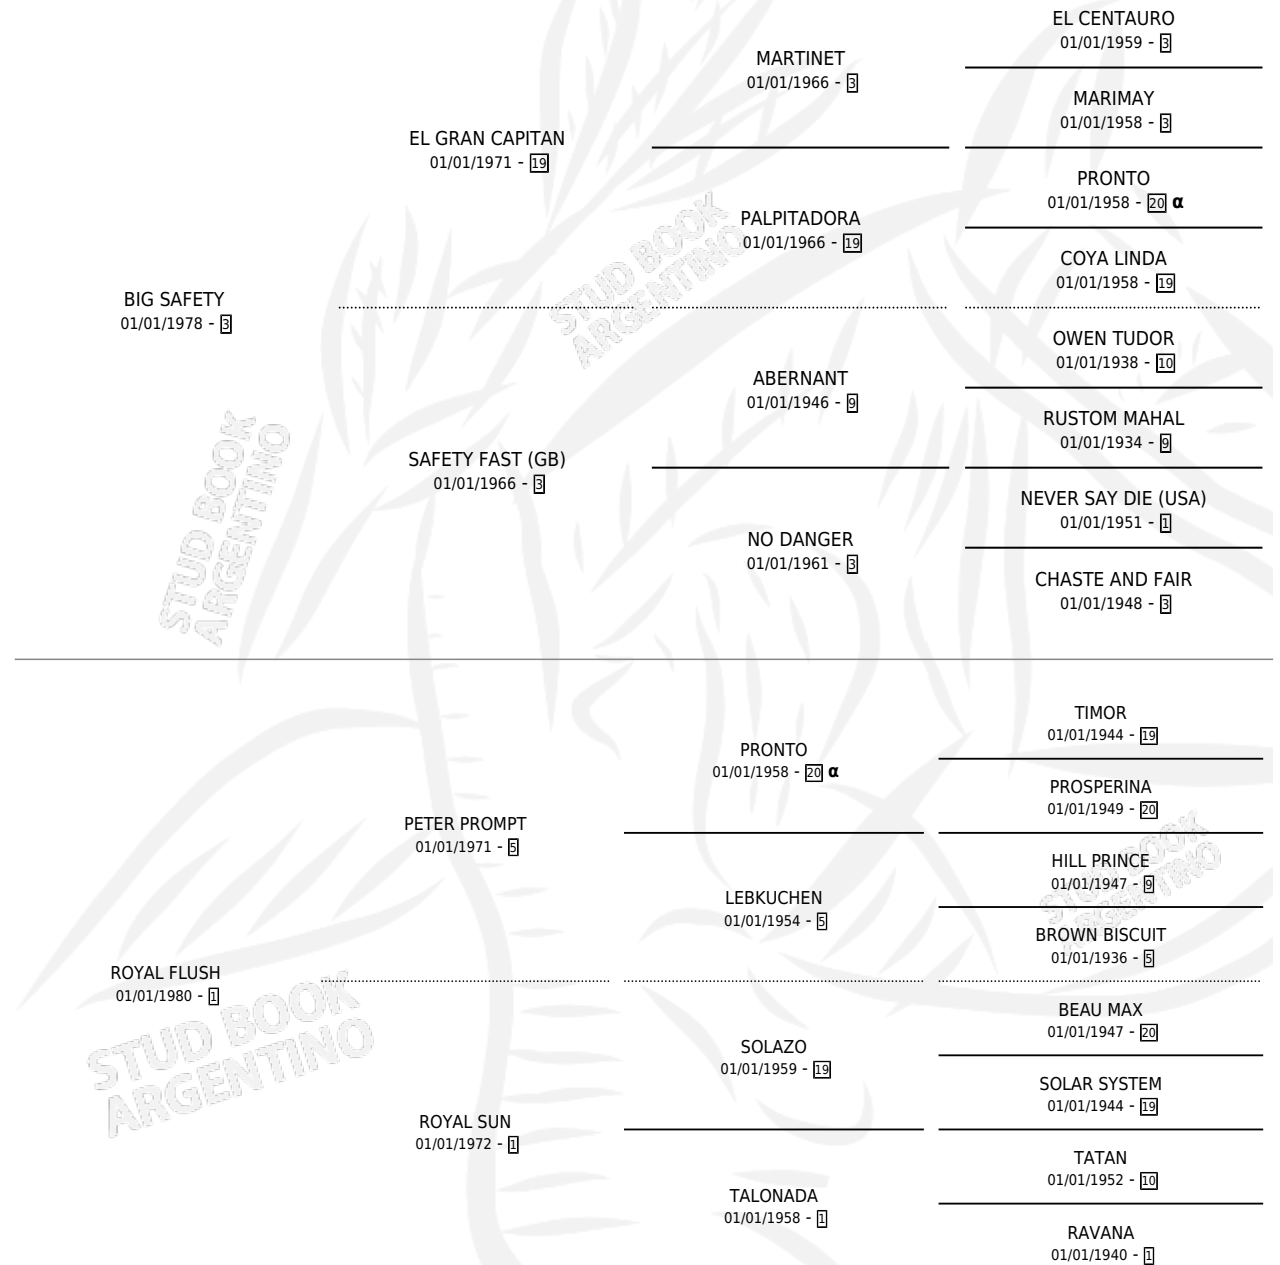 EL CENTAURO
01/01/1959 - 3
MARTINET
01/01/1966 - 3
MARIMAY
01/01/1958 - 3
EL GRAN CAPITAN
01/01/1971 - 19
PRONTO
01/01/1958 - 20 α
PALPITADORA
01/01/1966 - 19
COYA LINDA
01/01/1958 - 19
BIG SAFETY
01/01/1978 - 3
OWEN TUDOR
01/01/1938 - 10
ABERNANT
01/01/1946 - 9
RUSTOM MAHAL
01/01/1934 - 9
SAFETY FAST (GB)
01/01/1966 - 3
NEVER SAY DIE (USA)
01/01/1951 - 1
NO DANGER
01/01/1961 - 3
CHASTE AND FAIR
01/01/1948 - 3
STUD BOOK
ARGENTINO
STUD BOOK
ARGENTINO
TIMOR
01/01/1944 - 19
PRONTO
01/01/1958 - 20 α
PROSPERINA
01/01/1949 - 20
PETER PROMPT
01/01/1971 - 5
HILL PRINCE
01/01/1947 - 9
LEBKUCHEN
01/01/1954 - 5
BROWN BISCUIT
01/01/1936 - 5
ROYAL FLUSH
01/01/1980 - 1
BEAU MAX
01/01/1947 - 20
SOLAZO
01/01/1959 - 19
SOLAR SYSTEM
01/01/1944 - 19
ROYAL SUN
01/01/1972 - 1
TATAN
01/01/1952 - 10
TALONADA
01/01/1958 - 1
RAVANA
01/01/1940 - 1
STUD BOOK
ARGENTINO
STUD BOOK
ARGENTINO